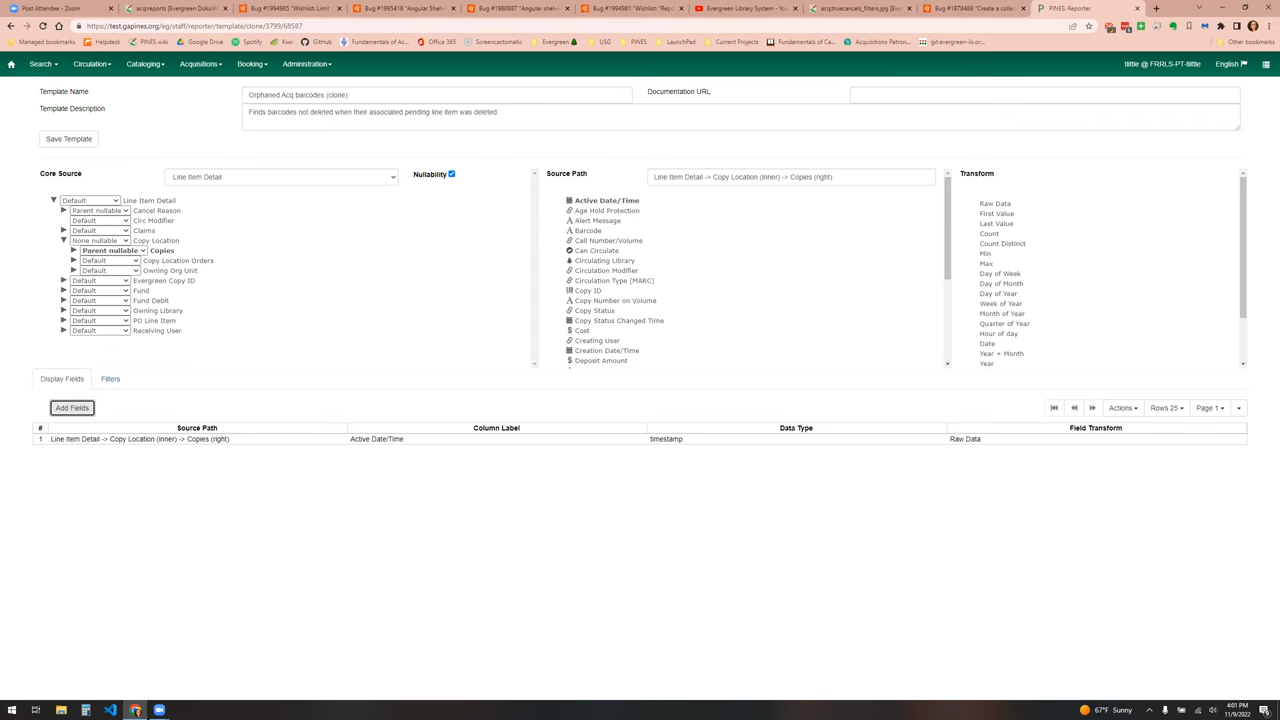 Post Attendee - Zoom
acqreports [Evergreen DokuW
Bug #1994985 "Wishlist: Limit
Bug #1995418 "Angular Shelve
Bug #1980887 "Angular shelve
Bug #1994961 "Wishlist: "Rep
Evergreen Library System - Yo
acqtruecancels_filters.jpg [Eve
Bug #1878488 "Create a collec
PINES: Reporter
https://test.gapines.org/eg/staff/reporter/template/clone/3799/68587
Managed bookmarks
Helpdesk
PINES wiki
Google Drive
Spotify
Kiwi
GitHub
Fundamentals of Ac...
Office 365
Screencastomatic
Evergreen
USG
PINES
LaunchPad
Current Projects
Fundamentals of Ca...
Acquisitions Patron...
git.evergreen-ils.or...
Other bookmarks
Search
Circulation
Cataloging
Acquisitions
Booking
Administration
tlittle @ FRRLS-PT-tlittle
English
Template Name
Orphaned Acq barcodes (clone)
Documentation URL
Template Description
Finds barcodes not deleted when their associated pending line item was deleted.
Save Template
Core Source
Line Item Detail
Nullability
Source Path
Line Item Detail -> Copy Location (inner) -> Copies (right)
Transform
Default Line Item Detail
Parent nullable Cancel Reason
Default Circ Modifier
Default Claims
None nullable Copy Location
Parent nullable Copies
Default Copy Location Orders
Default Owning Org Unit
Default Evergreen Copy ID
Default Fund
Default Fund Debit
Default Owning Library
Default PO Line Item
Default Receiving User
Active Date/Time
Age Hold Protection
Alert Message
Barcode
Call Number/Volume
Can Circulate
Circulating Library
Circulation Modifier
Circulation Type (MARC)
Copy ID
Copy Number on Volume
Copy Status
Copy Status Changed Time
Cost
Creating User
Creation Date/Time
Deposit Amount
Raw Data
First Value
Last Value
Count
Count Distinct
Min
Max
Day of Week
Day of Month
Day of Year
Week of Year
Month of Year
Quarter of Year
Hour of day
Date
Year + Month
Year
Display Fields
Filters
Add Fields
Actions
Rows 25
Page 1
# Source Path Column Label Data Type Field Transform
1 Line Item Detail -> Copy Location (inner) -> Copies (right) Active Date/Time timestamp Raw Data
67°F Sunny
4:01 PM
11/9/2022